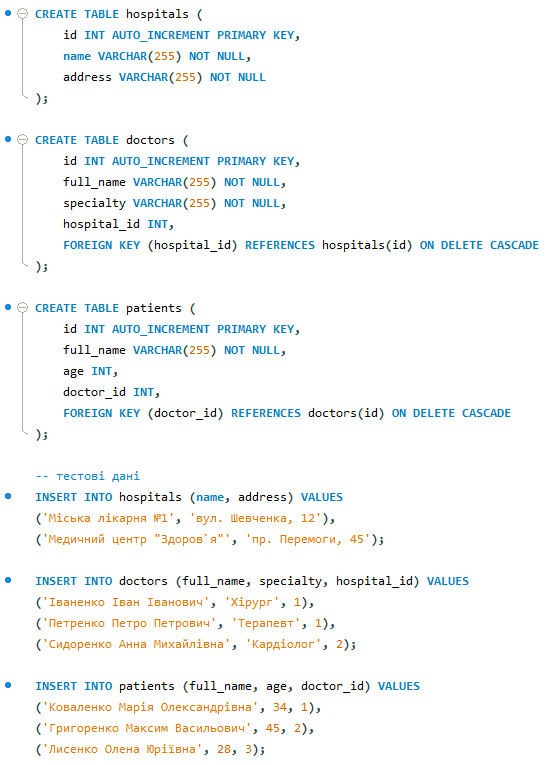 CREATE TABLE hospitals (
    id INT AUTO_INCREMENT PRIMARY KEY,
    name VARCHAR(255) NOT NULL,
    address VARCHAR(255) NOT NULL
);

CREATE TABLE doctors (
    id INT AUTO_INCREMENT PRIMARY KEY,
    full_name VARCHAR(255) NOT NULL,
    specialty VARCHAR(255) NOT NULL,
    hospital_id INT,
    FOREIGN KEY (hospital_id) REFERENCES hospitals(id) ON DELETE CASCADE
);

CREATE TABLE patients (
    id INT AUTO_INCREMENT PRIMARY KEY,
    full_name VARCHAR(255) NOT NULL,
    age INT,
    doctor_id INT,
    FOREIGN KEY (doctor_id) REFERENCES doctors(id) ON DELETE CASCADE
);

-- тестові дані
INSERT INTO hospitals (name, address) VALUES
('Міська лікарня №1', 'вул. Шевченка, 12'),
('Медичний центр "Здоров`я"', 'пр. Перемоги, 45');

INSERT INTO doctors (full_name, specialty, hospital_id) VALUES
('Іваненко Іван Іванович', 'Хірург', 1),
('Петренко Петро Петрович', 'Терапевт', 1),
('Сидоренко Анна Михайлівна', 'Кардіолог', 2);

INSERT INTO patients (full_name, age, doctor_id) VALUES
('Коваленко Марія Олександрівна', 34, 1),
('Григоренко Максим Васильович', 45, 2),
('Лисенко Олена Юріївна', 28, 3);